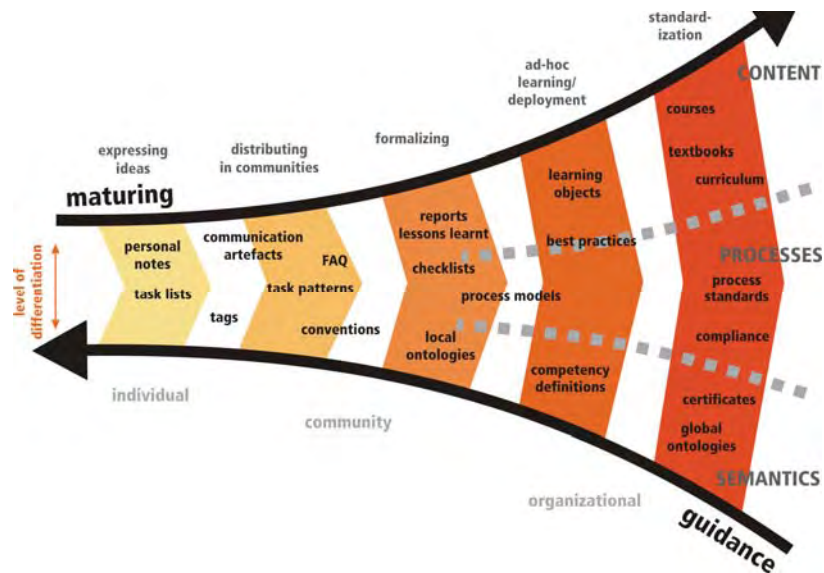 standard-
ization
CONTENT
ad-hoc
learning/
deployment
courses
formalizing
distributing
in communities
expressing
ideas
textbooks
curriculum
learning
objects
maturing
reports
lessons learnt
communication
artefacts
personal
notes
best practices
PROCESSES
FAQ
checklists
level of
differentiation
task lists
task patterns
process models
process
standards
tags
conventions
local
ontologies
compliance
competency
definitions
individual
certificates
community
global
ontologies
SEMANTICS
organizational
guidance